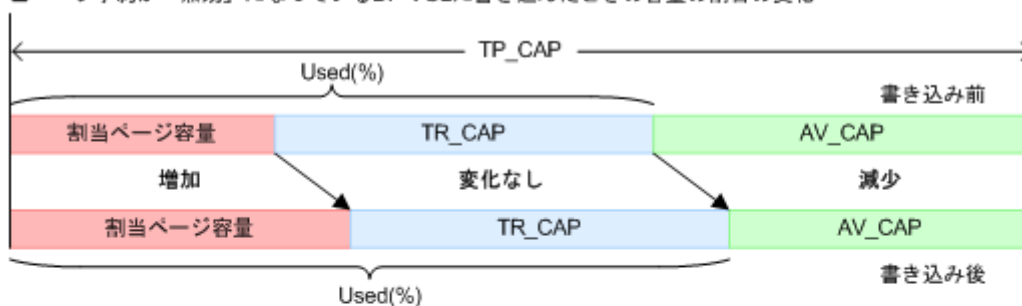 TP_CAP
Used(%)
書き込み前
割当ページ容量 TR_CAP AV_CAP
増加 変化なし 減少
割当ページ容量 TR_CAP AV_CAP
書き込み後
Used(%)